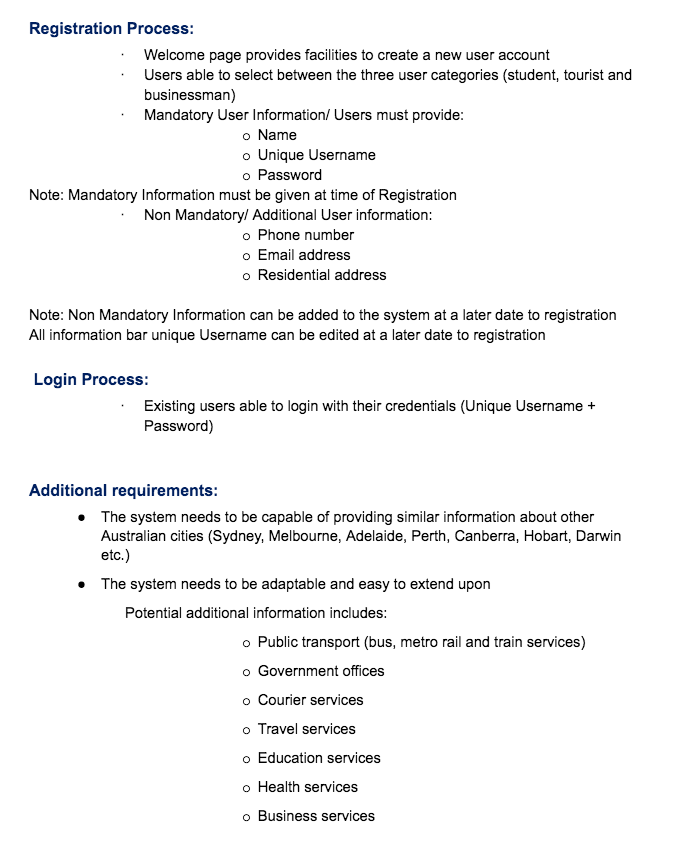 Registration Process:
· Welcome page provides facilities to create a new user account
· Users able to select between the three user categories (student, tourist and
businessman)
· Mandatory User Information/ Users must provide:
o Name
o Unique Username
o Password
Note: Mandatory Information must be given at time of Registration
· Non Mandatory/ Additional User information:
o Phone number
o Email address
o Residential address
Note: Non Mandatory Information can be added to the system at a later date to registration
All information bar unique Username can be edited at a later date to registration
Login Process:
· Existing users able to login with their credentials (Unique Username +
Password)
Additional requirements:
● The system needs to be capable of providing similar information about other
Australian cities (Sydney, Melbourne, Adelaide, Perth, Canberra, Hobart, Darwin
etc.)
● The system needs to be adaptable and easy to extend upon
Potential additional information includes:
o Public transport (bus, metro rail and train services)
o Government offices
o Courier services
o Travel services
o Education services
o Health services
o Business services